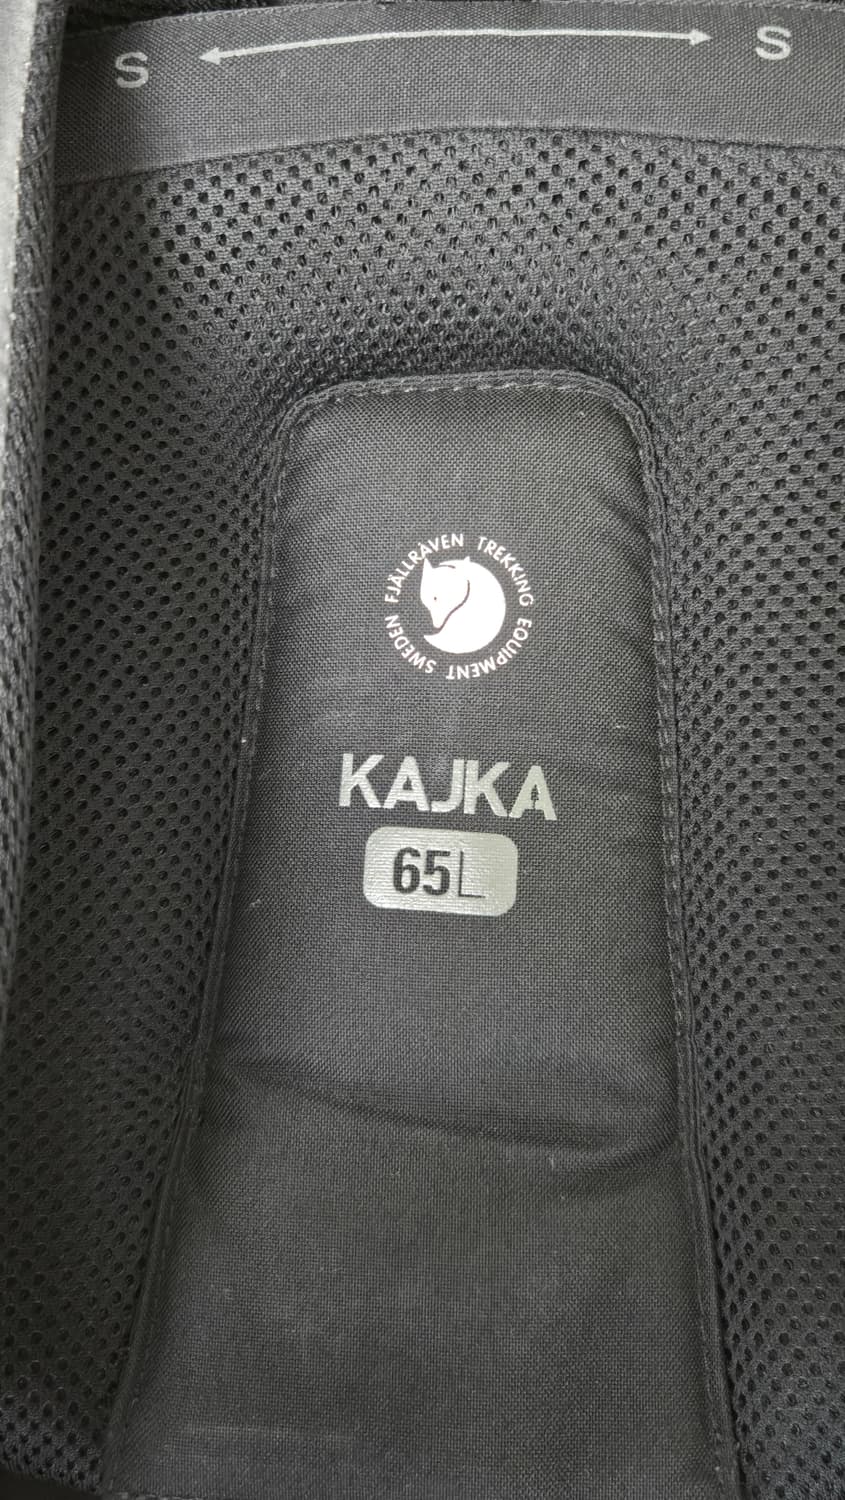 S S
FJÄLLRÄVEN TREKKING EQUIPMENT SWEDEN
KAJKA
65L